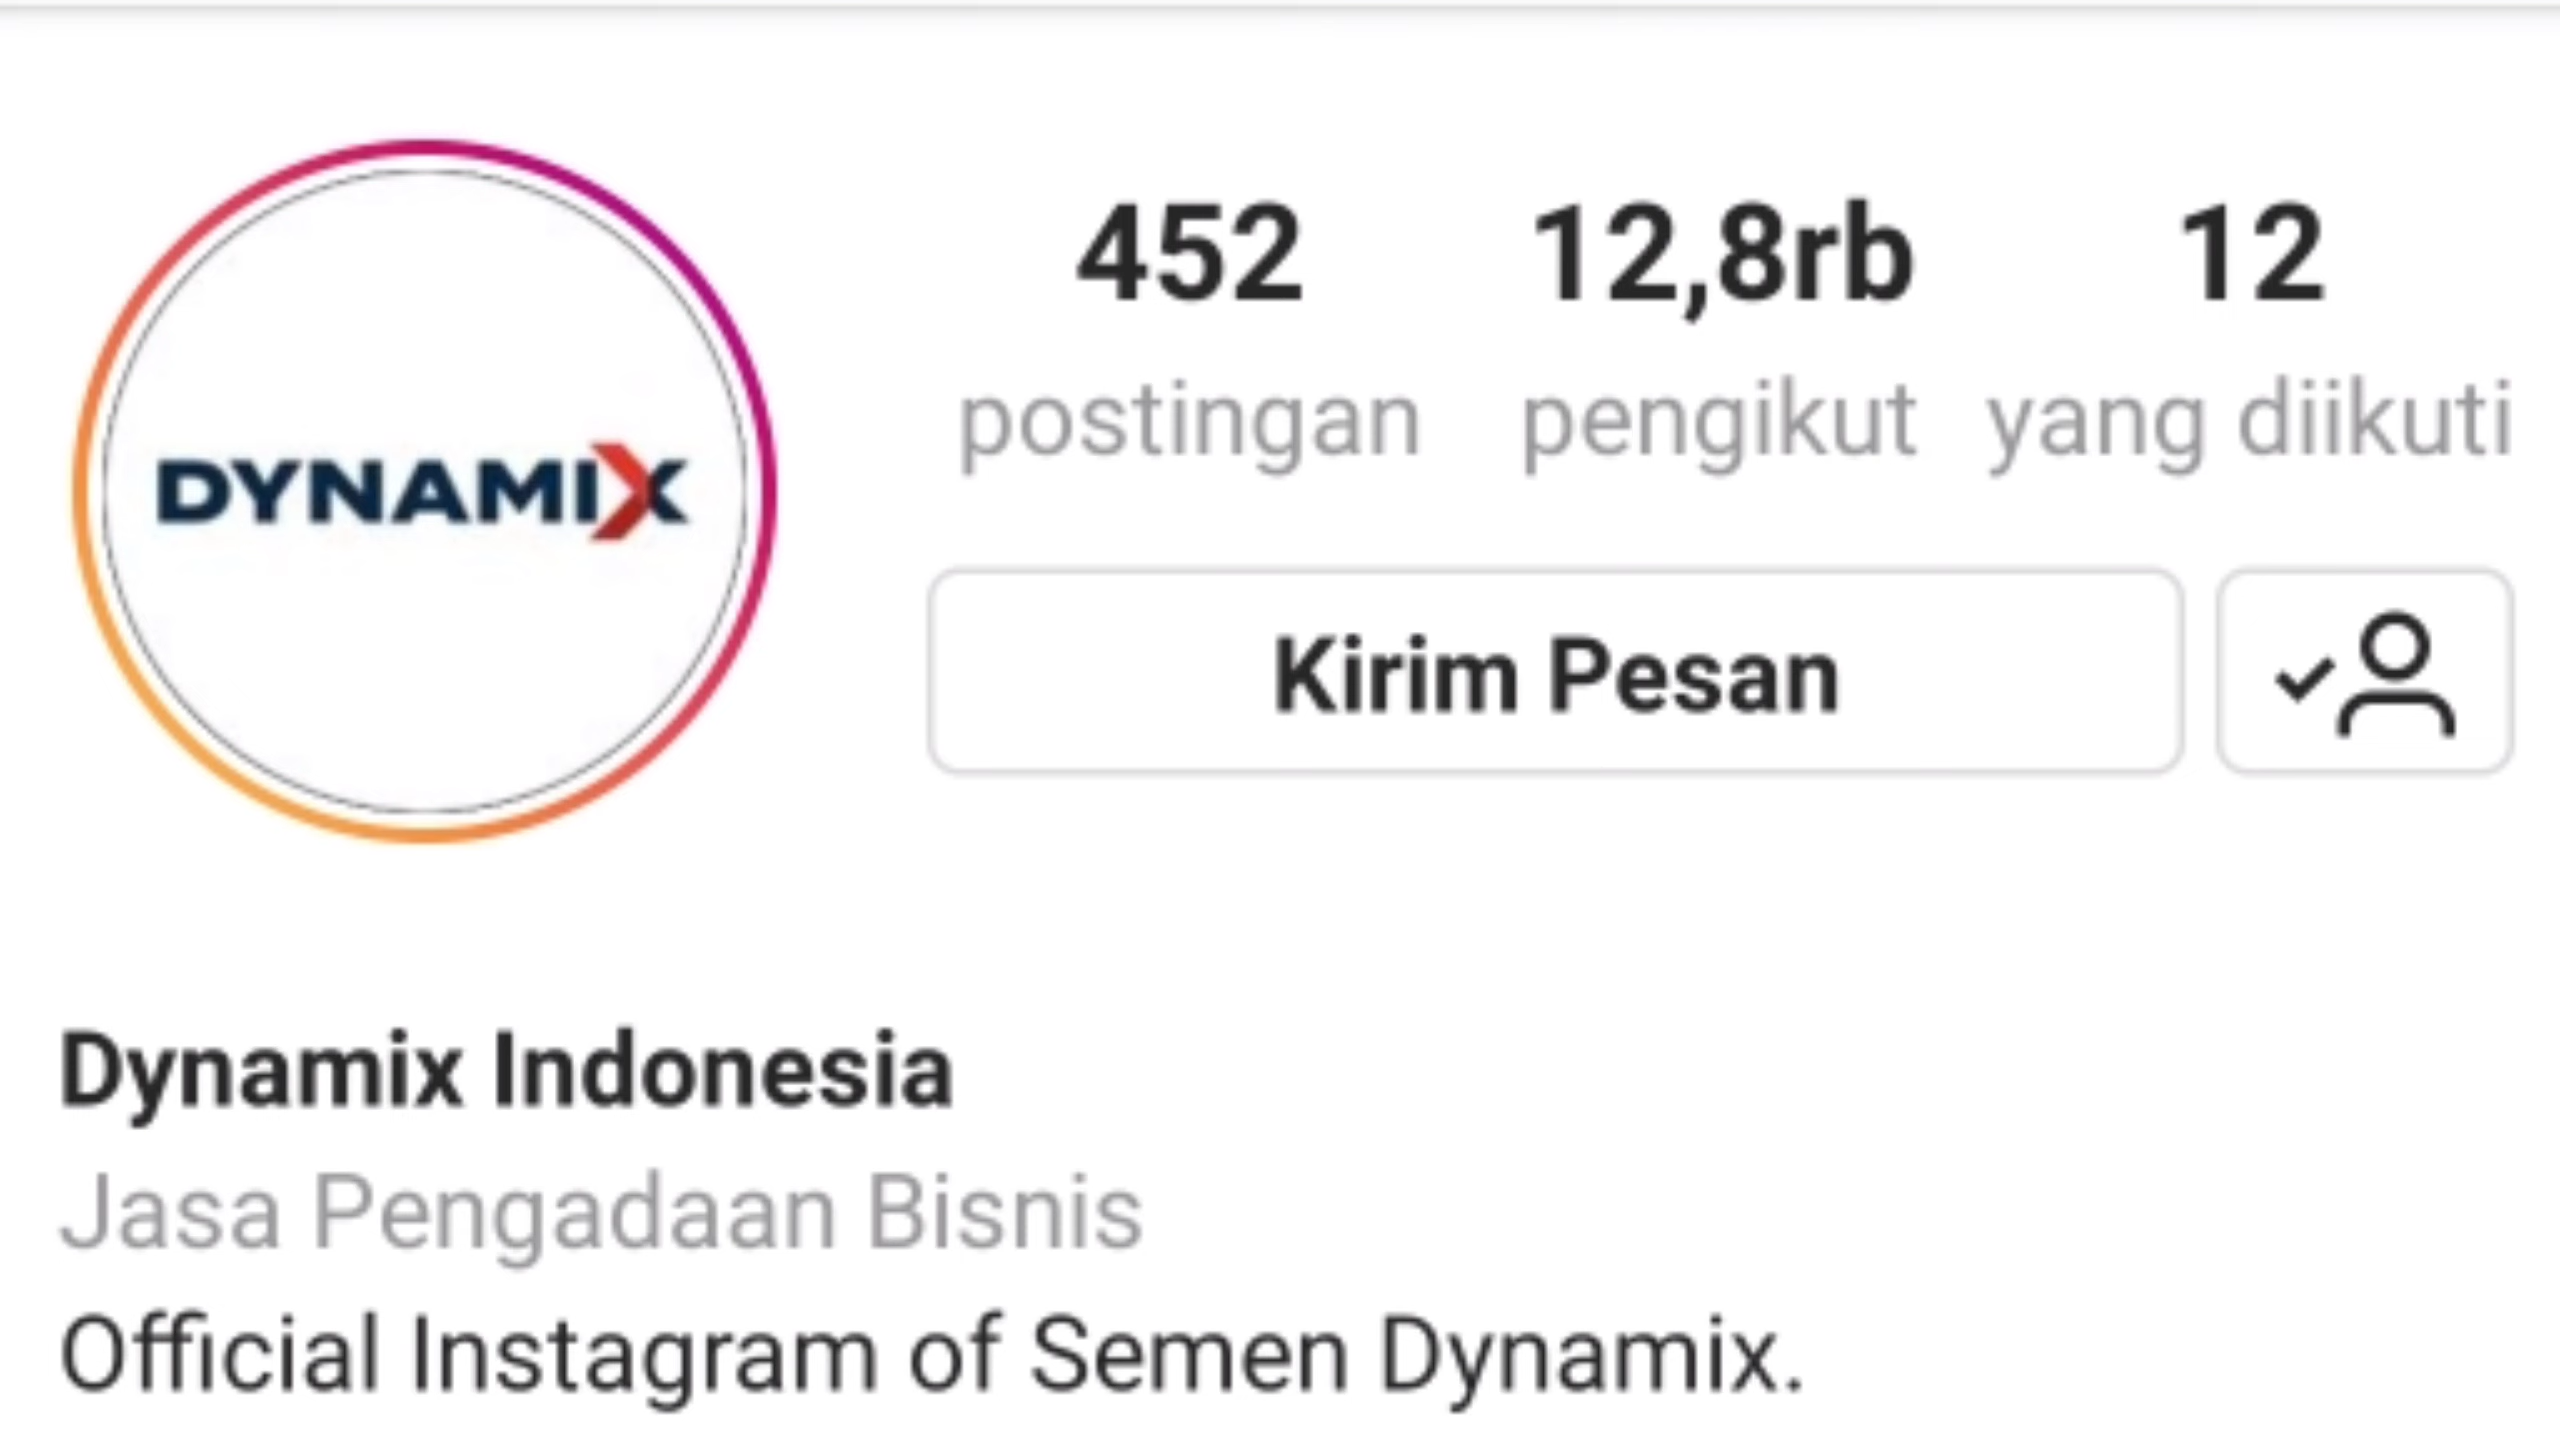 DYNAMIX
452 12,8rb 12
postingan pengikut yang diikuti
Kirim Pesan
Dynamix Indonesia
Jasa Pengadaan Bisnis
Official Instagram of Semen Dynamix.